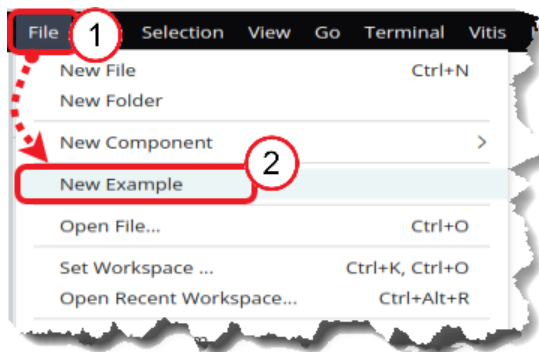 File 1 Selection View Go Terminal Vitis
New File Ctrl+N
New Folder
New Component >
2
New Example
Open File... Ctrl+O
Set Workspace ... Ctrl+K, Ctrl+O
Open Recent Workspace... Ctrl+Alt+R